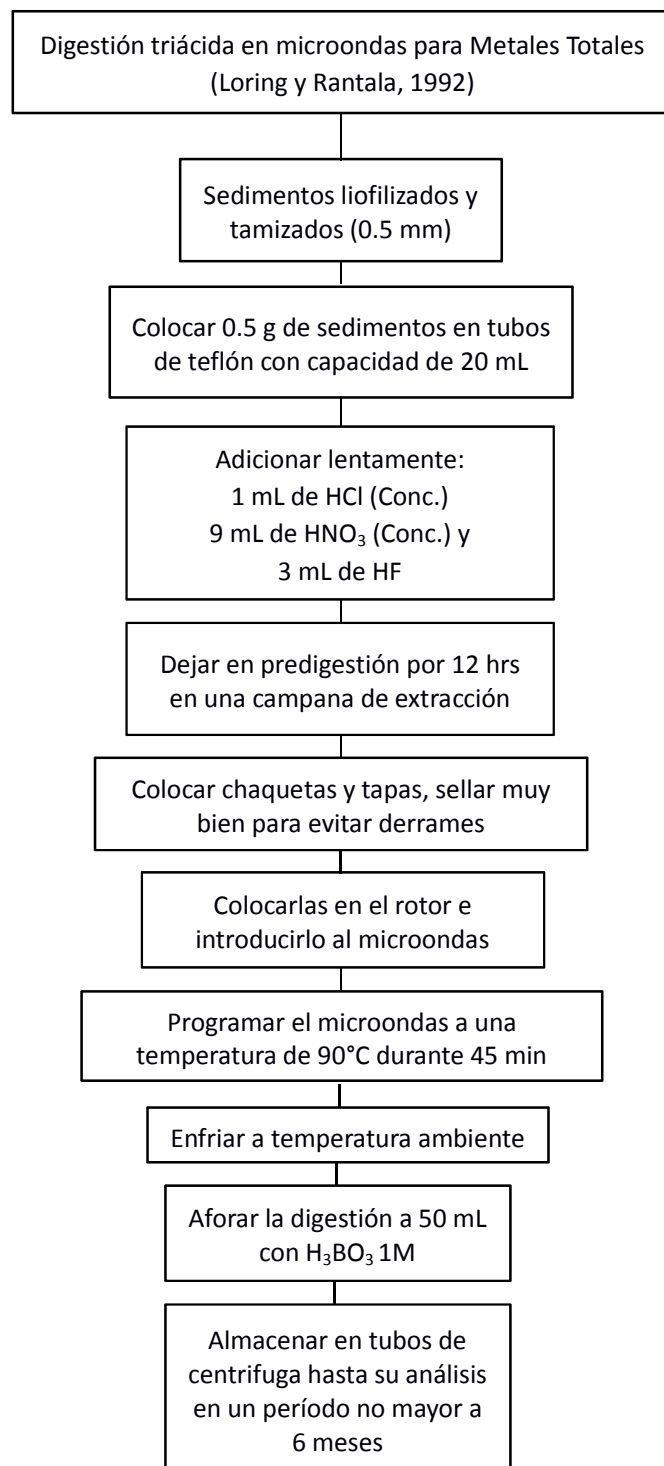 Digestión triácida en microondas para Metales Totales
(Loring y Rantala, 1992)
Sedimentos liofilizados y
tamizados (0.5 mm)
Colocar 0.5 g de sedimentos en tubos
de teflón con capacidad de 20 mL
Adicionar lentamente:
1 mL de HCl (Conc.)
9 mL de HNO₃ (Conc.) y
3 mL de HF
Dejar en predigestión por 12 hrs
en una campana de extracción
Colocar chaquetas y tapas, sellar muy
bien para evitar derrames
Colocarlas en el rotor e
introducirlo al microondas
Programar el microondas a una
temperatura de 90°C durante 45 min
Enfriar a temperatura ambiente
Aforar la digestión a 50 mL
con H₃BO₃ 1M
Almacenar en tubos de
centrifuga hasta su análisis
en un período no mayor a
6 meses